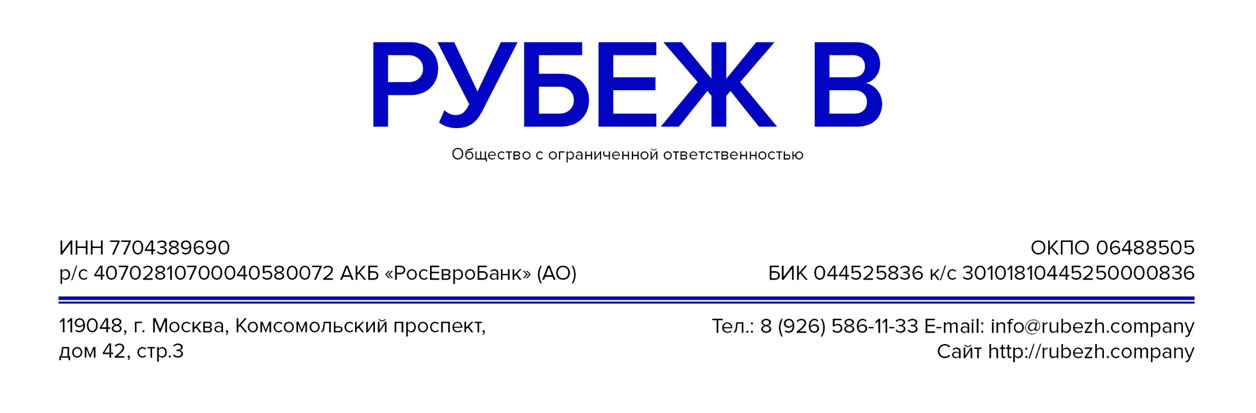 РУБЕЖ В
Общество с ограниченной ответственностью
ИНН 7704389690
ОКПО 06488505
р/с 40702810700040580072 АКБ «РосЕвроБанк» (АО)
БИК 044525836 к/с 30101810445250000836
119048, г. Москва, Комсомольский проспект,
дом 42, стр.3
Тел.: 8 (926) 586-11-33 E-mail: info@rubezh.company
Сайт http://rubezh.company